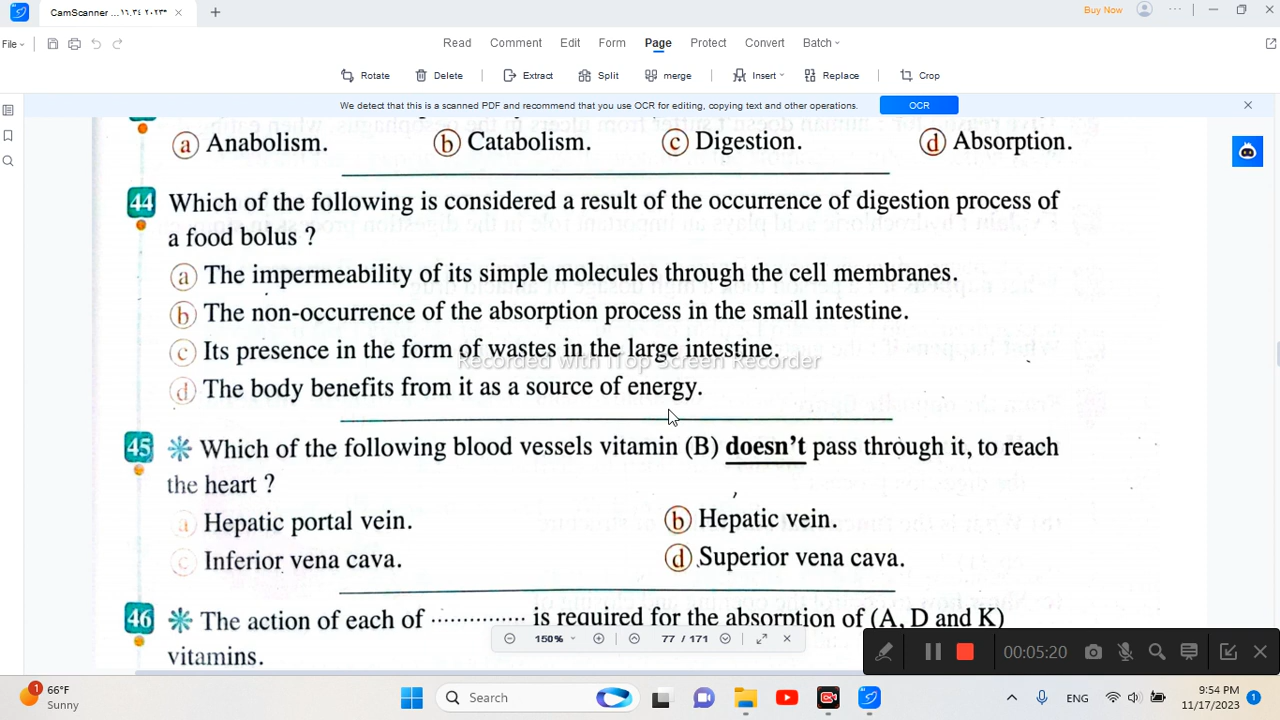 CamScanner ...١١,١٤ ٢٠٢٣-٣٤ × +
Buy Now
File
Read Comment Edit Form Page Protect Convert Batch
Rotate Delete Extract Split merge Insert Replace Crop
We detect that this is a scanned PDF and recommend that you use OCR for editing, copying text and other operations. OCR
a Anabolism. b Catabolism. c Digestion. d Absorption.
44 Which of the following is considered a result of the occurrence of digestion process of
a food bolus ?
a The impermeability of its simple molecules through the cell membranes.
b The non-occurrence of the absorption process in the small intestine.
c Its presence in the form of wastes in the large intestine.
Recorded with iTop Screen Recorder
d The body benefits from it as a source of energy.
45 Which of the following blood vessels vitamin (B) doesn't pass through it, to reach
the heart ?
a Hepatic portal vein. b Hepatic vein.
c Inferior vena cava. d Superior vena cava.
46 The action of each of ............... is required for the absorption of (A, D and K)
vitamins.
150% 77 / 171
00:05:20
1 66°F
Sunny
Search
ENG
9:54 PM
11/17/2023